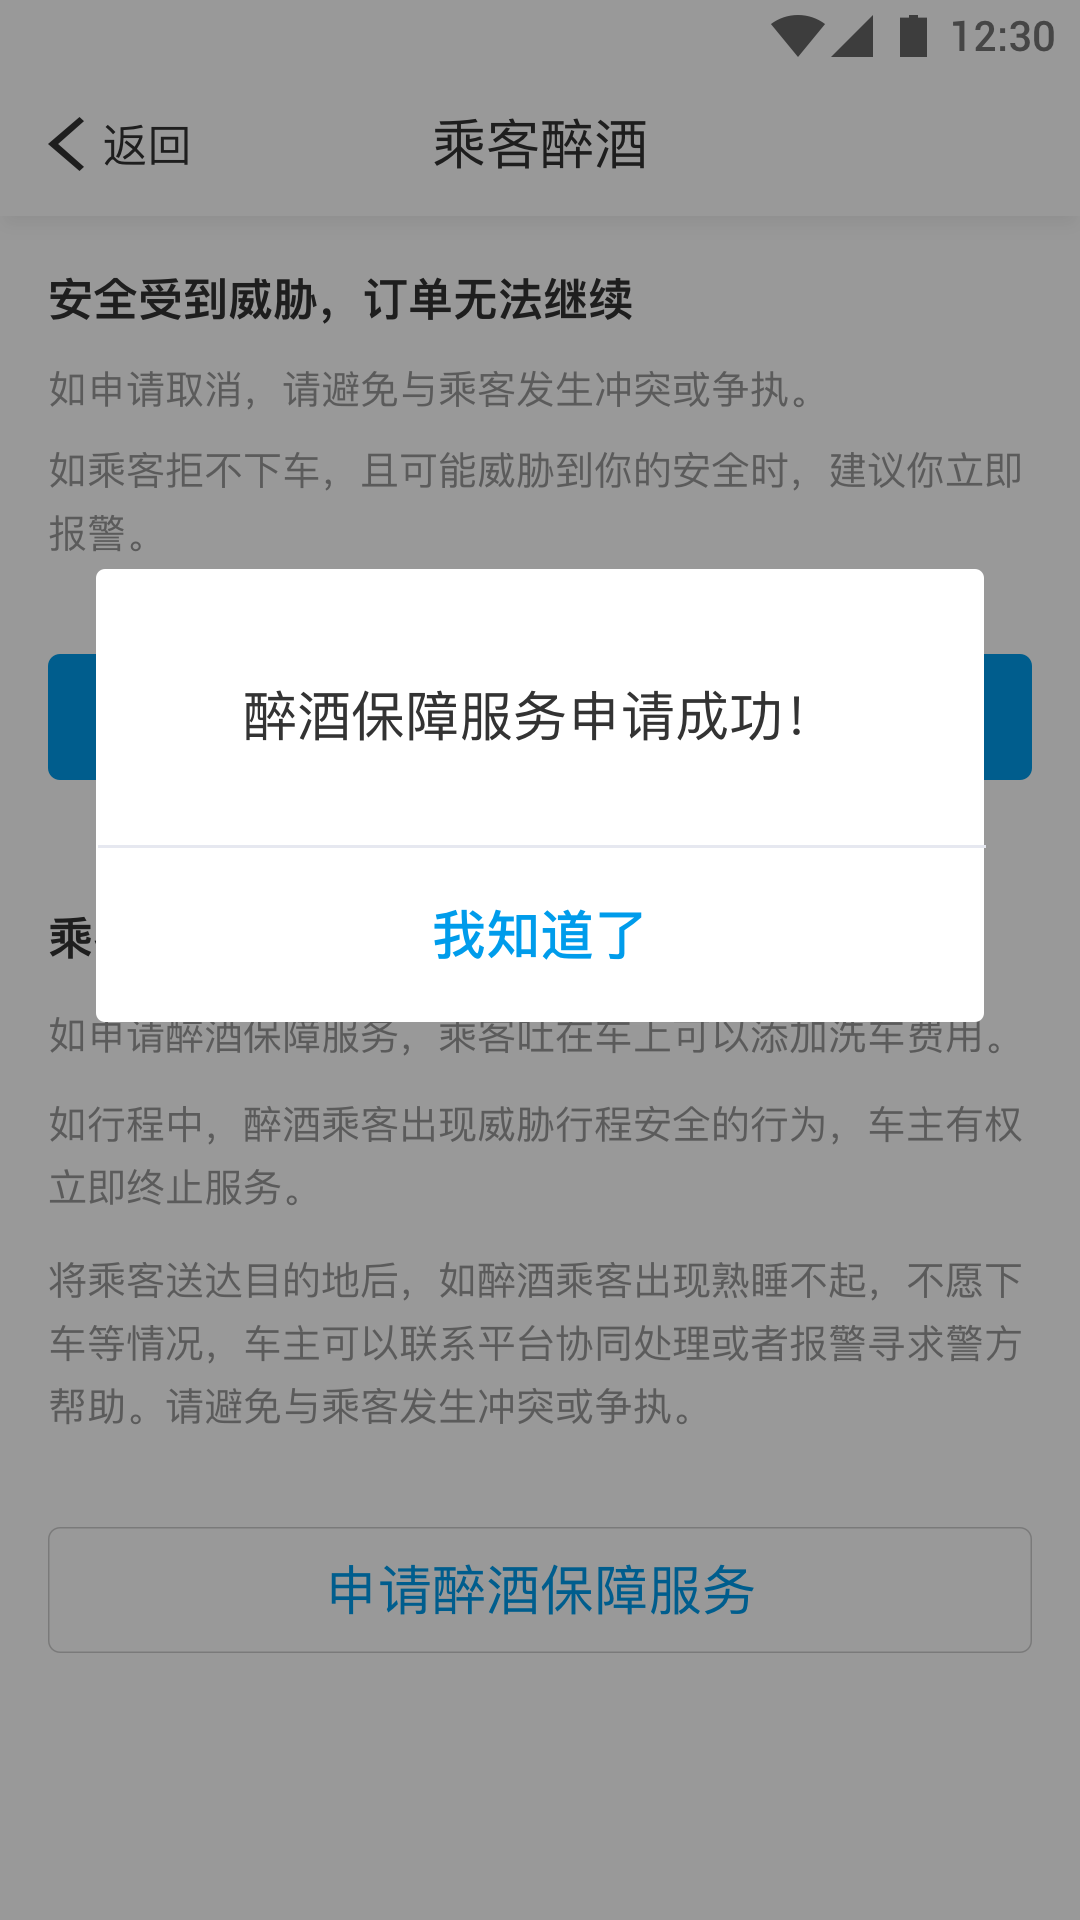 12:30
返回
乘客醉酒
安全受到威胁，订单无法继续
如申请取消，请避免与乘客发生冲突或争执。
如乘客拒不下车，且可能威胁到你的安全时，建议你立即
报警。
醉酒保障服务申请成功！
我知道了
乘
如申请醉酒保障服务，乘客吐在车上可以添加洗车费用。
如行程中，醉酒乘客出现威胁行程安全的行为，车主有权
立即终止服务。
将乘客送达目的地后，如醉酒乘客出现熟睡不起，不愿下
车等情况，车主可以联系平台协同处理或者报警寻求警方
帮助。请避免与乘客发生冲突或争执。
申请醉酒保障服务